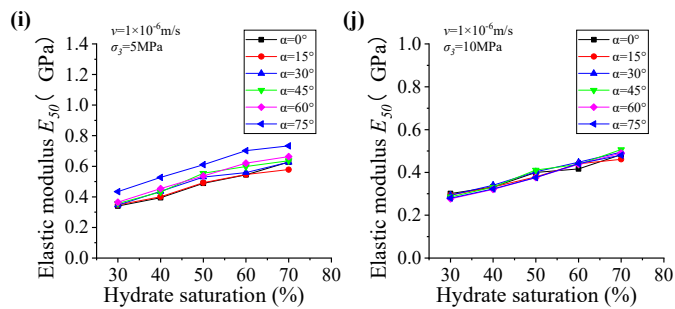 (i)
ν=1×10⁻⁶m/s
σ₃=5MPa
α=0°
α=15°
α=30°
α=45°
α=60°
α=75°
Elastic modulus E₅₀( GPa)
1.4
1.2
1.0
0.8
0.6
0.4
0.2
0.0
30 40 50 60 70 80
Hydrate saturation (%)
(j)
ν=1×10⁻⁶m/s
σ₃=10MPa
α=0°
α=15°
α=30°
α=45°
α=60°
α=75°
Elastic modulus E₅₀( GPa)
1.0
0.8
0.6
0.4
0.2
0.0
30 40 50 60 70 80
Hydrate saturation (%)